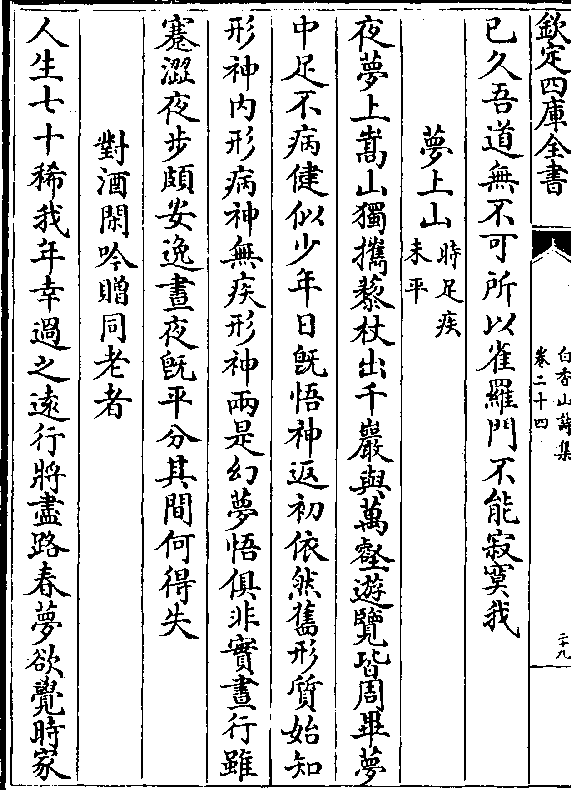 欽定四庫全書
白香山詩集
卷二十四
二十九
已久吾道無不可所以雀羅門不能寂寞我
夢上山時足疾
未平
夜夢上嵩山獨攜藜杖出千巖與萬壑遊覽皆周畢夢
中足不病健似少年日既悟神返初依然舊形質始知
形神内形病神無疾形神兩是幻夢悟俱非實晝行雖
蹇澀夜步頗安逸晝夜既平分其間何得失
對酒閑吟贈同老者
人生七十稀我年幸過之遠行將盡路春夢欲覺時家